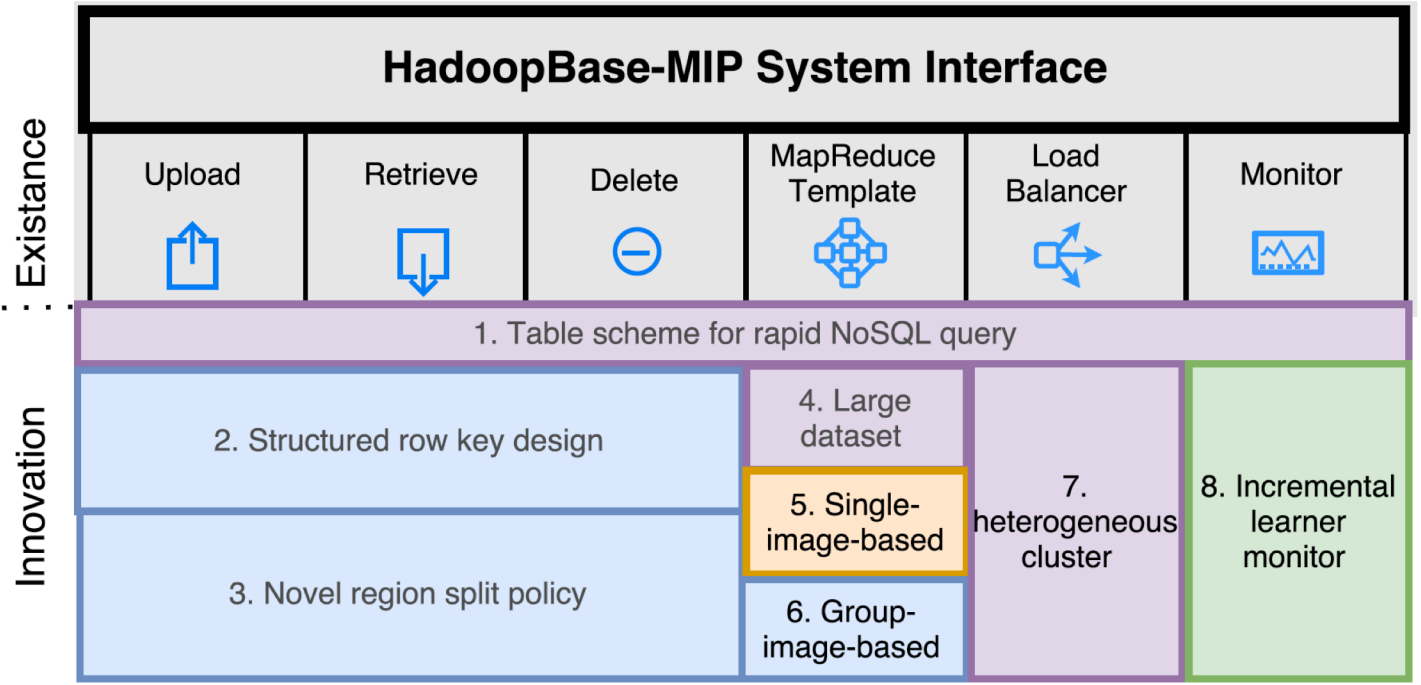 HadoopBase-MIP System Interface
Existance
Upload
Retrieve
Delete
MapReduce
Template
Load
Balancer
Monitor
1. Table scheme for rapid NoSQL query
Innovation
2. Structured row key design
3. Novel region split policy
4. Large
dataset
5. Single-
image-based
6. Group-
image-based
7.
heterogeneous
cluster
8. Incremental
learner
monitor